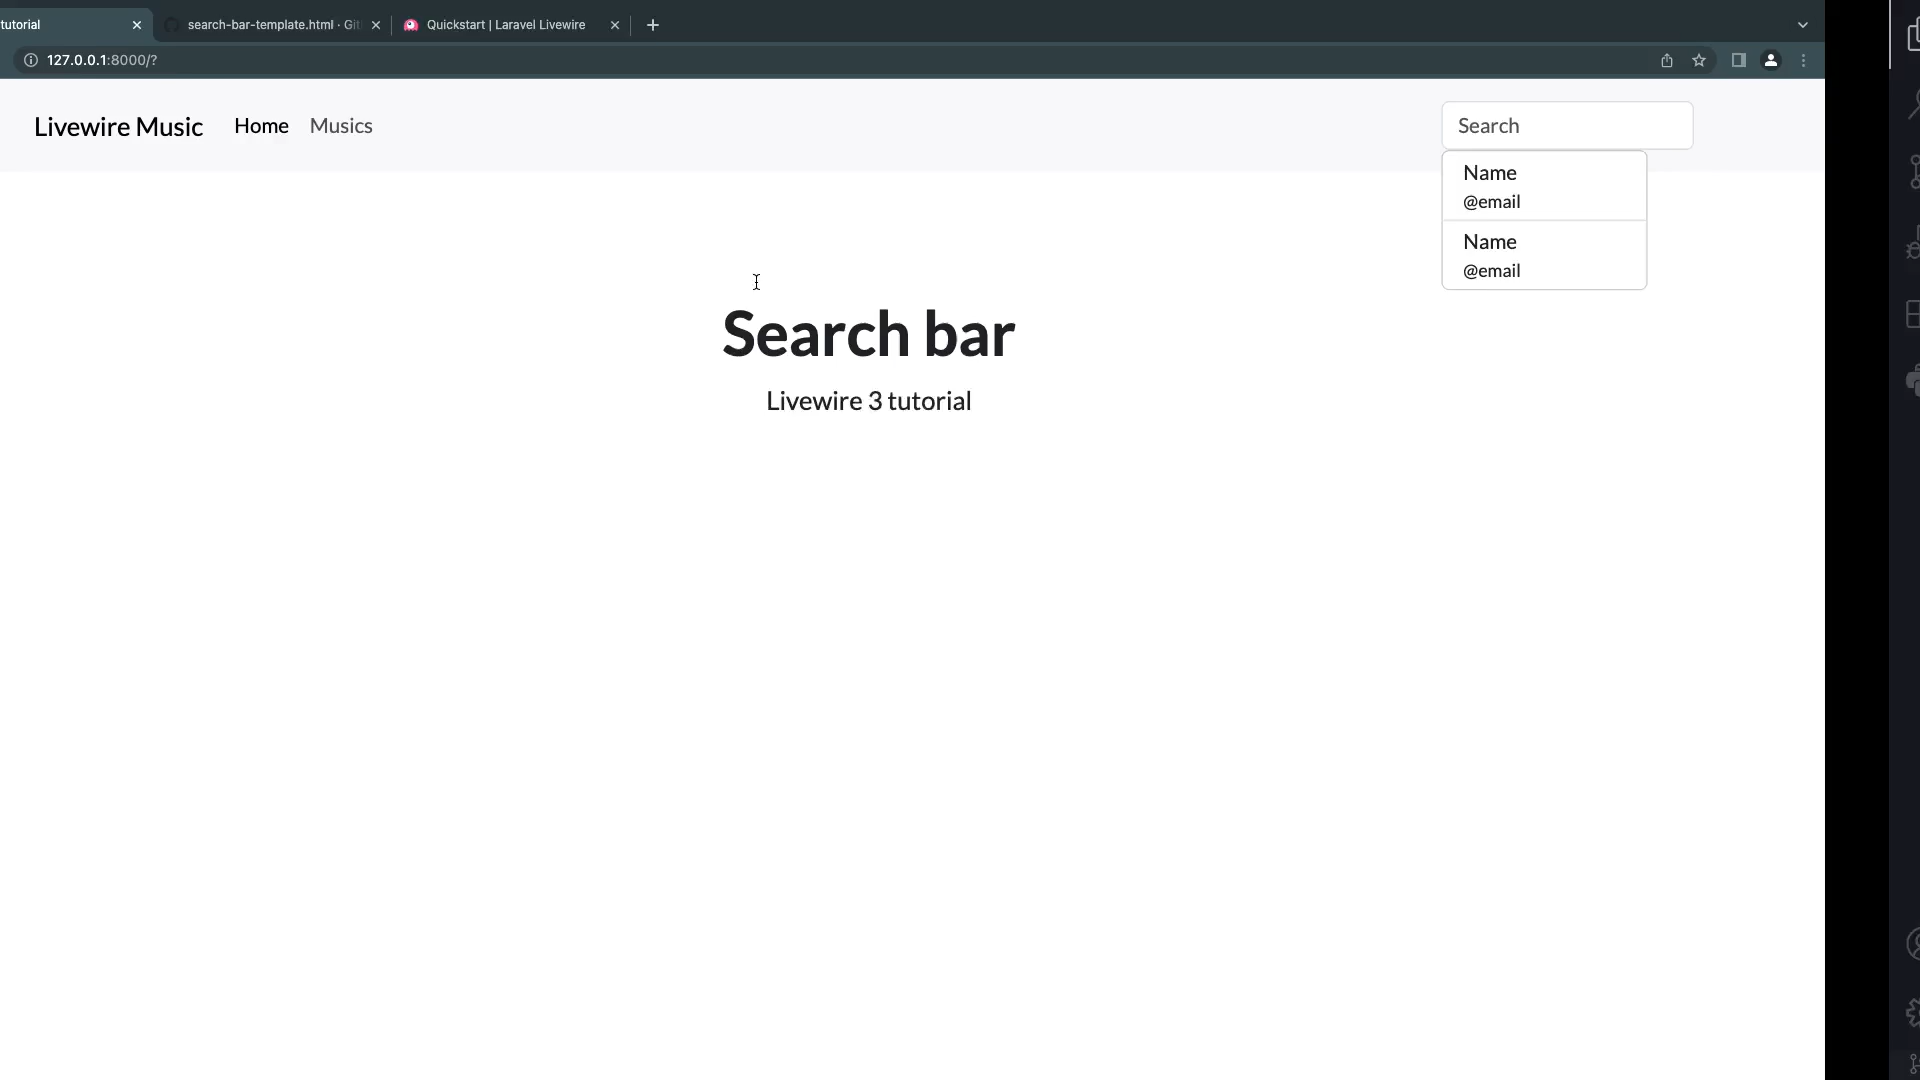 tutorial
search-bar-template.html · Git
Quickstart | Laravel Livewire
127.0.0.1:8000/?
Livewire Music
Home
Musics
Search
Name
@email
Name
@email
Search bar
Livewire 3 tutorial